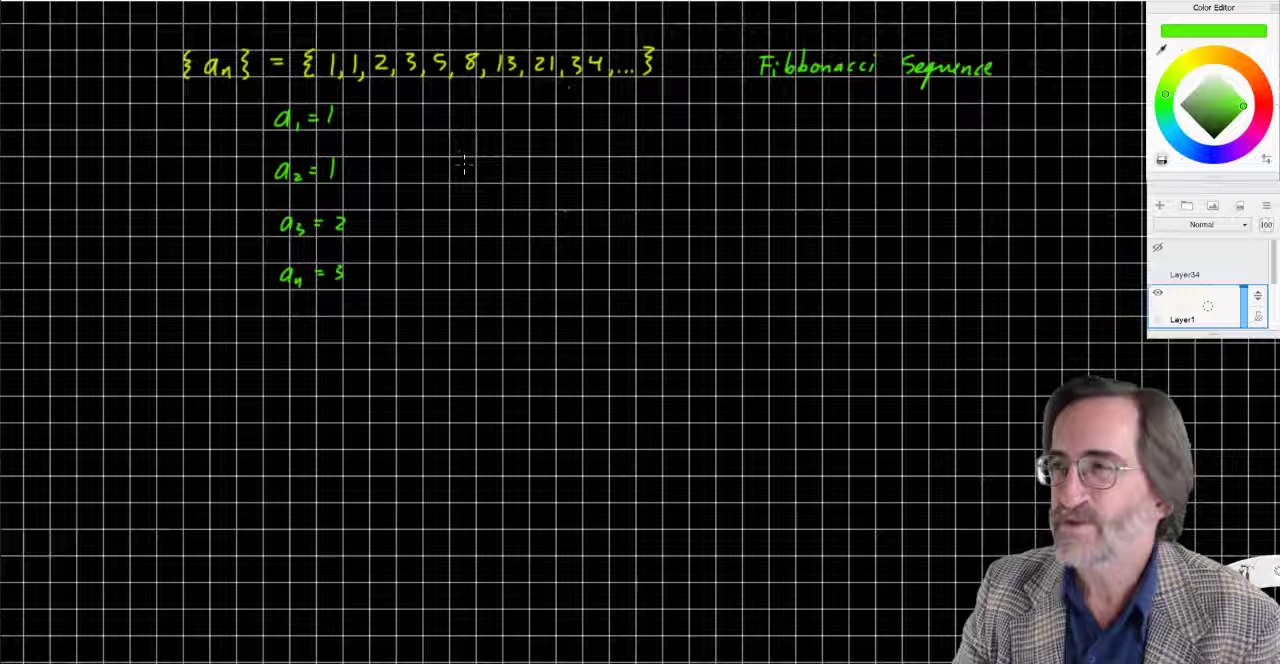 Color Editor
{ aₙ } = { 1, 1, 2, 3, 5, 8, 13, 21, 34, ... } Fibbonacci Sequence
a₁ = 1
a₂ = 1
a₃ = 2
a₄ = 3
Normal 100
Layer34
Layer1